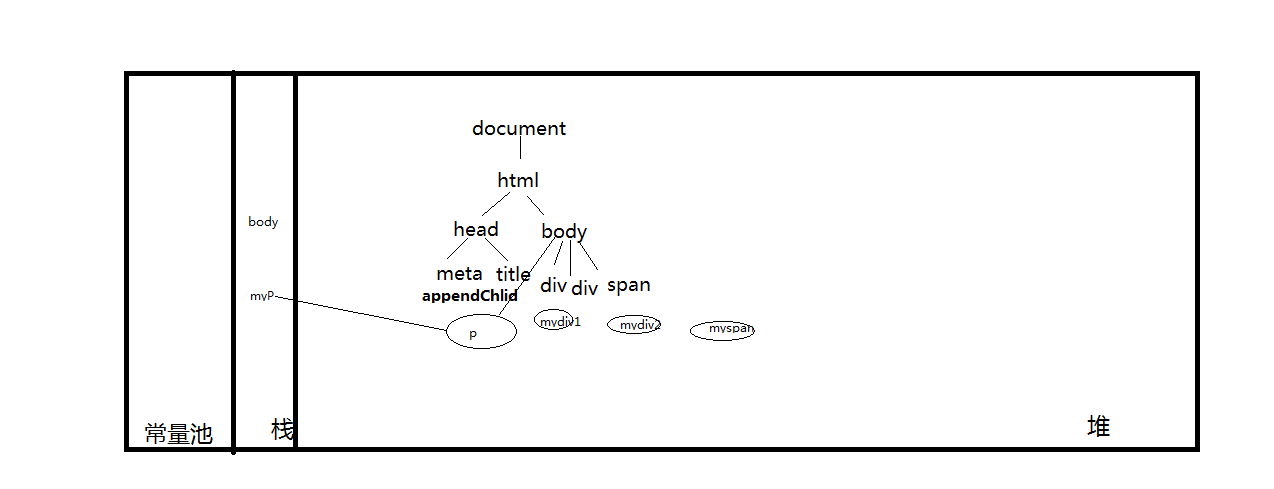 document
html
head
body
body
meta
title
div
div
span
appendChlid
myP
p
mydiv1
mydiv2
myspan
常量池
栈
堆